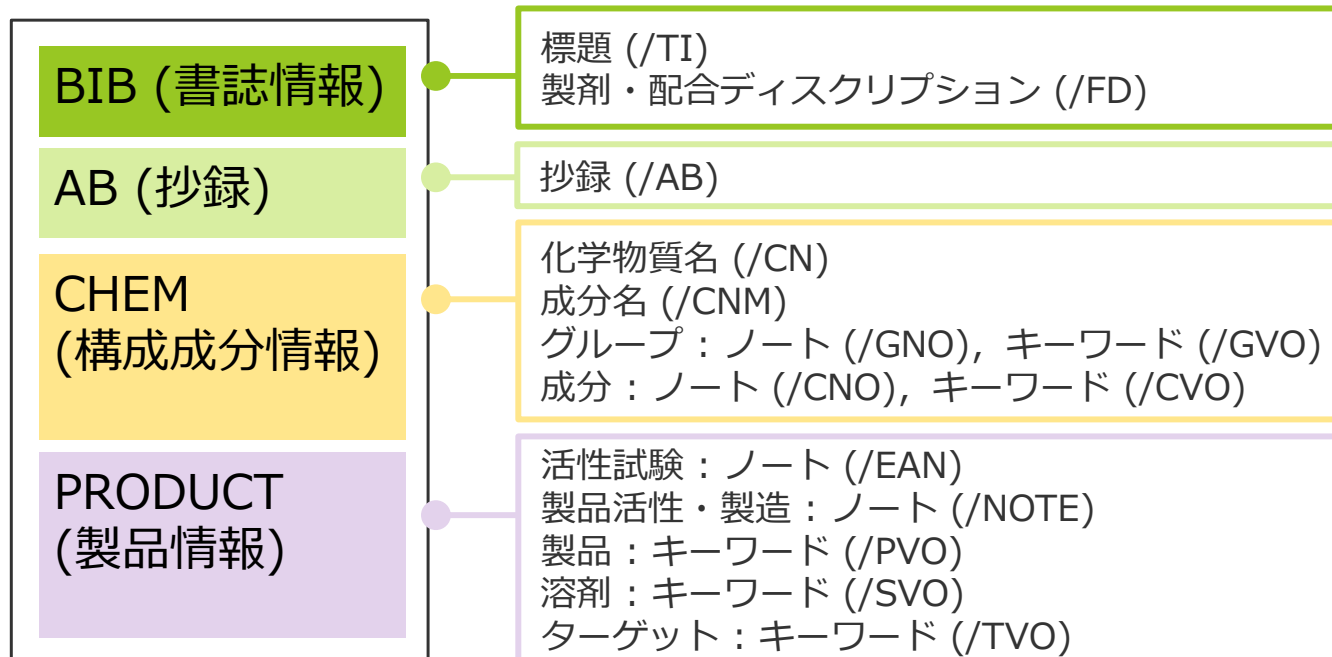 BIB (書誌情報)
標題 (/TI)
製剤・配合ディスクリプション (/FD)
AB (抄録)
抄録 (/AB)
CHEM
(構成成分情報)
化学物質名 (/CN)
成分名 (/CNM)
グループ：ノート (/GNO), キーワード (/GVO)
成分：ノート (/CNO), キーワード (/CVO)
PRODUCT
(製品情報)
活性試験：ノート (/EAN)
製品活性・製造：ノート (/NOTE)
製品：キーワード (/PVO)
溶剤：キーワード (/SVO)
ターゲット：キーワード (/TVO)